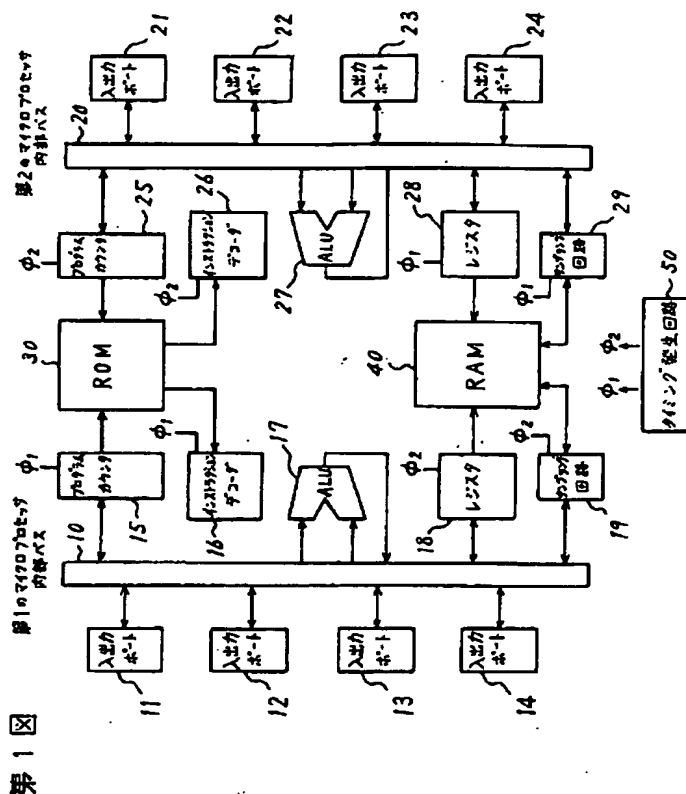 第1図
第1のマイクロプロセッサ
内部バス
10
入出力
ポート
11
入出力
ポート
12
入出力
ポート
13
入出力
ポート
14
φ1
プログラム
カウンタ
15
φ1
インストラクション
デコーダ
16
ALU
17
φ2
レジスタ
18
φ2
回路
19
30
ROM
40
RAM
φ2
プログラム
カウンタ
25
φ2
インストラクション
デコーダ
26
ALU
27
φ1
レジスタ
28
φ1
回路
29
φ1
φ2
タイミング発生回路
50
第2のマイクロプロセッサ
内部バス
20
入出力
ポート
21
入出力
ポート
22
入出力
ポート
23
入出力
ポート
24